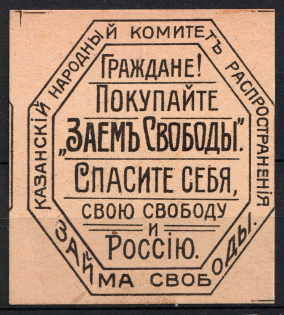 КАЗАНСКІЙ НАРОДНЫЙ КОМИТЕТЪ РАСПРОСТРАНЕНІЯ
ГРАЖДАНЕ!
ПОКУПАЙТЕ
„ЗАЕМЪ СВОБОДЫ".
СПАСИТЕ СЕБЯ,
СВОЮ СВОБОДУ
И
РОССІЮ.
ЗАЙМА СВОБОДЫ.